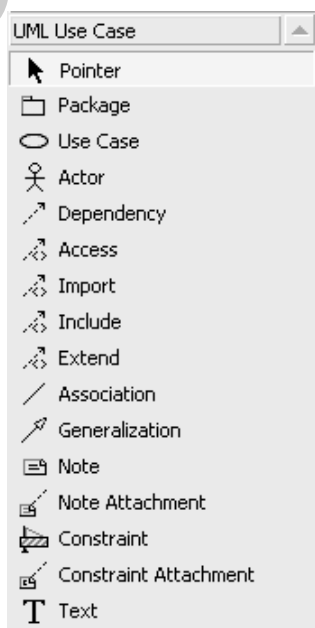 UML Use Case
Pointer
Package
Use Case
Actor
Dependency
Access
Import
Include
Extend
Association
Generalization
Note
Note Attachment
Constraint
Constraint Attachment
Text